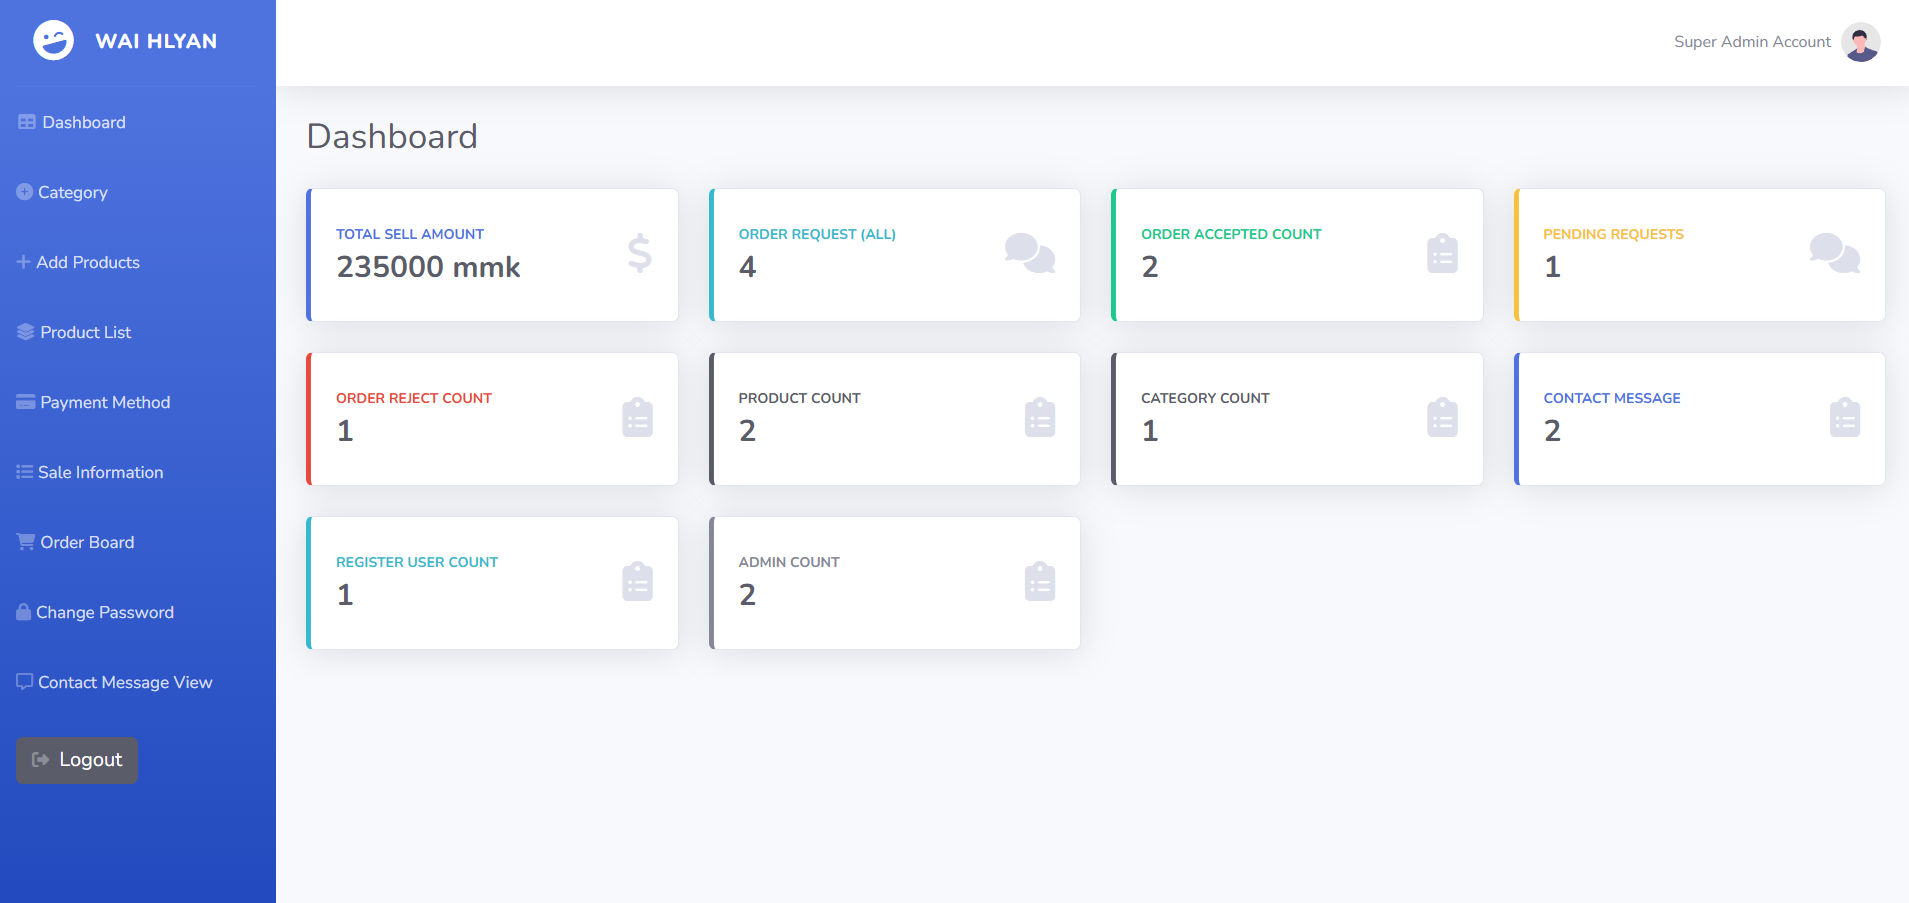 WAI HLYAN
Super Admin Account
Dashboard
Category
Add Products
Product List
Payment Method
Sale Information
Order Board
Change Password
Contact Message View
Logout
Dashboard
TOTAL SELL AMOUNT
235000 mmk
ORDER REQUEST (ALL)
4
ORDER ACCEPTED COUNT
2
PENDING REQUESTS
1
ORDER REJECT COUNT
1
PRODUCT COUNT
2
CATEGORY COUNT
1
CONTACT MESSAGE
2
REGISTER USER COUNT
1
ADMIN COUNT
2